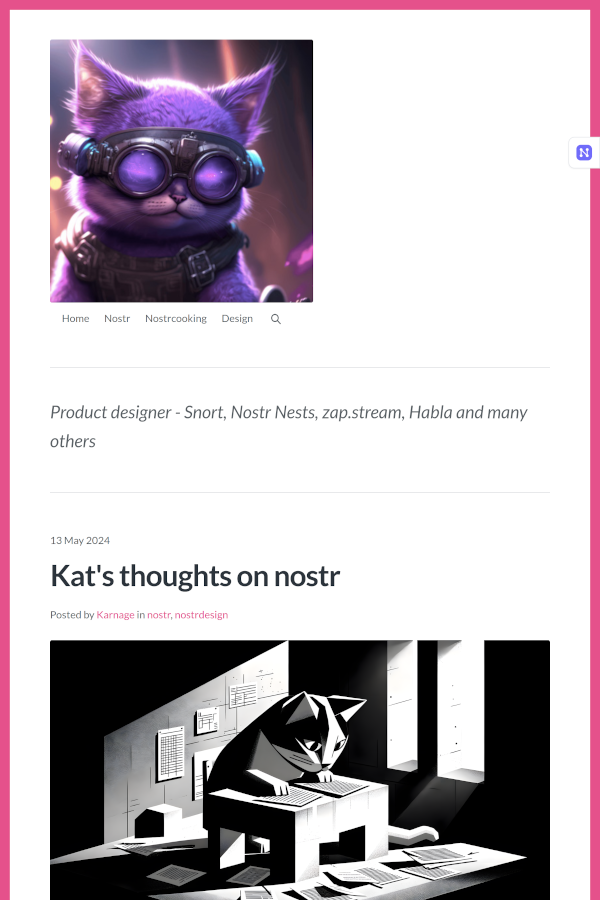 N
Home Nostr Nostrcooking Design
Product designer - Snort, Nostr Nests, zap.stream, Habla and many
others
13 May 2024
Kat's thoughts on nostr
Posted by Karnage in nostr, nostrdesign